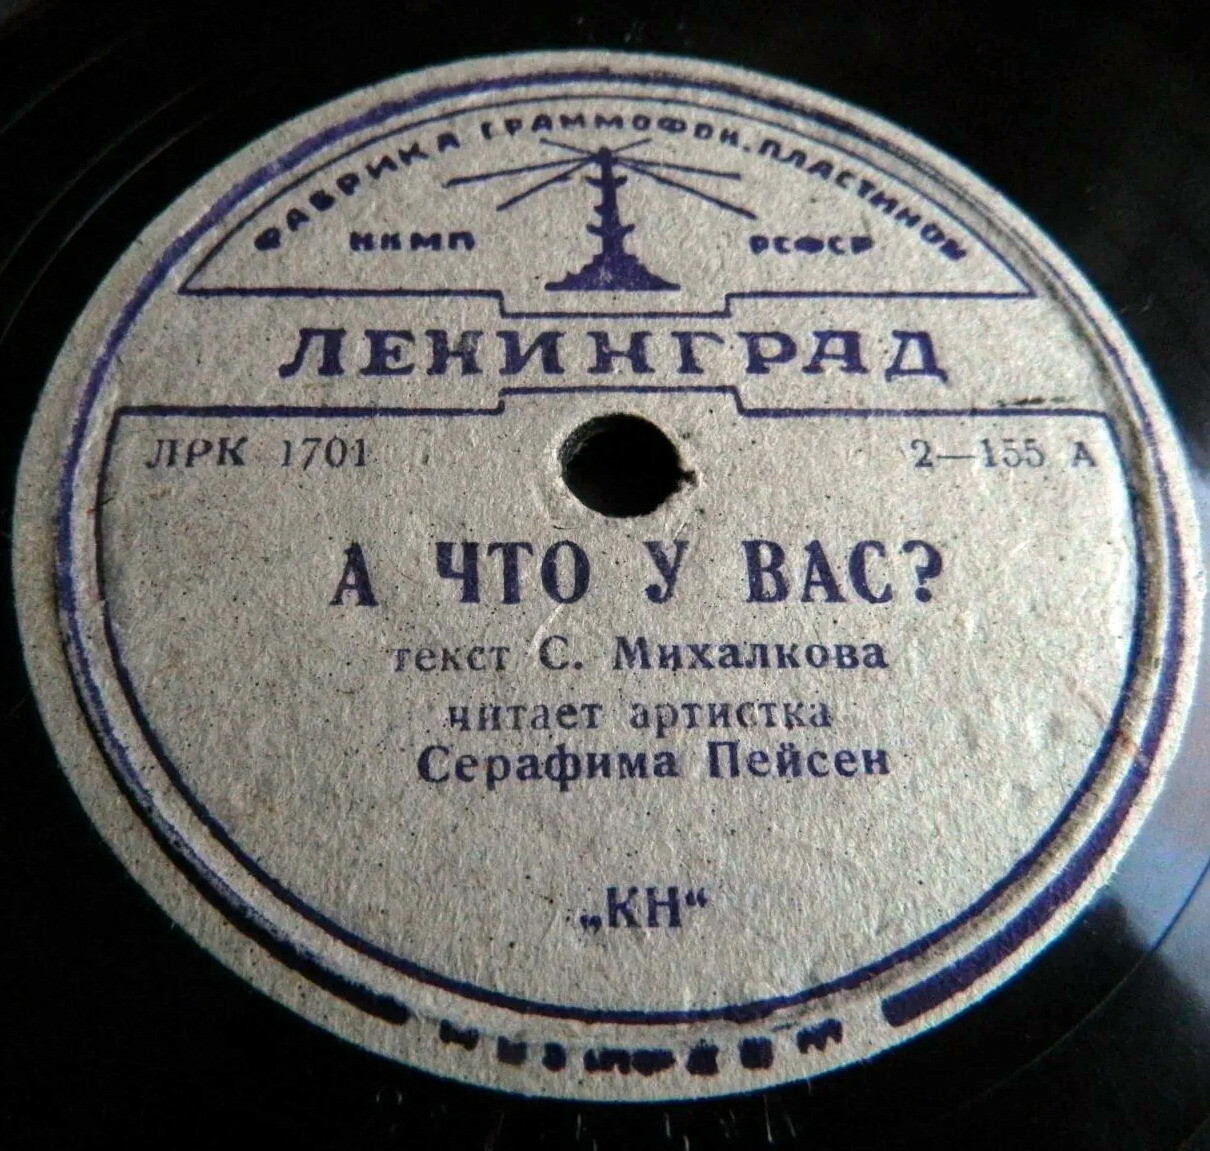 ФАБРИКА ГРАММОФОН. ПЛАСТИНОК
НКМП РСФСР
ЛЕНИНГРАД
ЛРК 1701 2—155 А
А ЧТО У ВАС?
текст С. Михалкова
читает артистка
Серафима Пейсен
„КН“